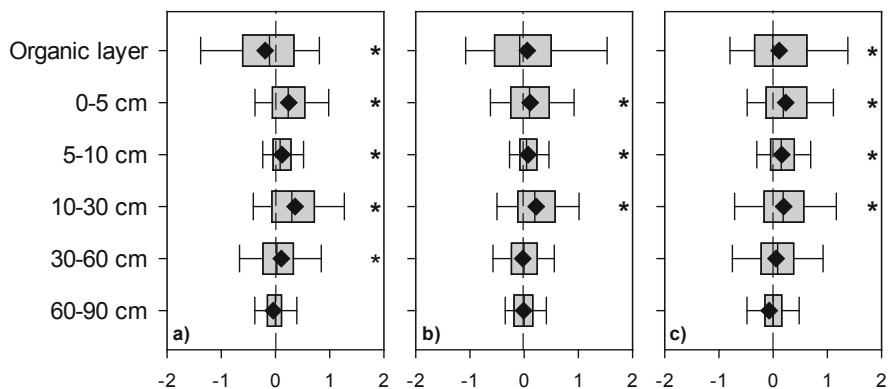 Organic layer * * 
0-5 cm * * *
5-10 cm * * *
10-30 cm * * *
30-60 cm *
60-90 cm
a) b) c)
-2 -1 0 1 2 -2 -1 0 1 2 -2 -1 0 1 2